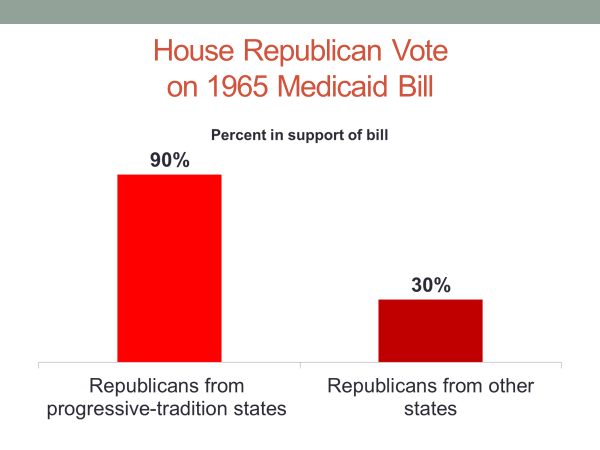 House Republican Vote
on 1965 Medicaid Bill
Percent in support of bill
90%
30%
Republicans from
progressive-tradition states
Republicans from other
states